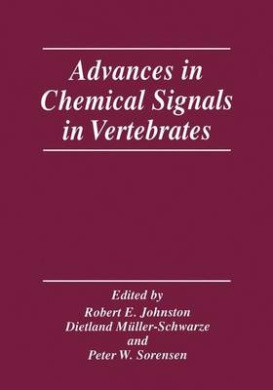 Advances in
Chemical Signals
in Vertebrates
Edited by
Robert E. Johnston
Dietland Müller-Schwarze
and
Peter W. Sorensen